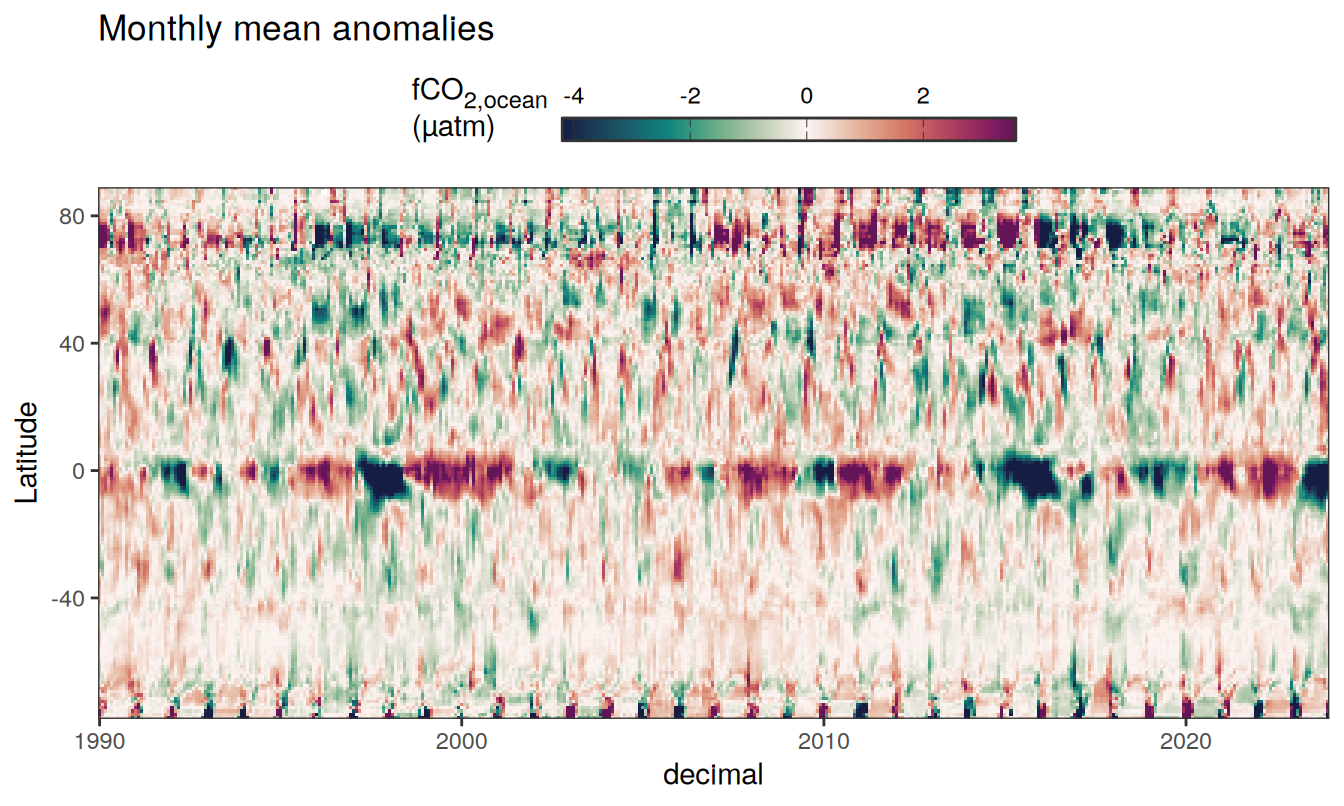 Monthly mean anomalies
fCO2,ocean
(µatm)
-4 -2 0 2
Latitude
80
40
0
-40
1990 2000 2010 2020
decimal